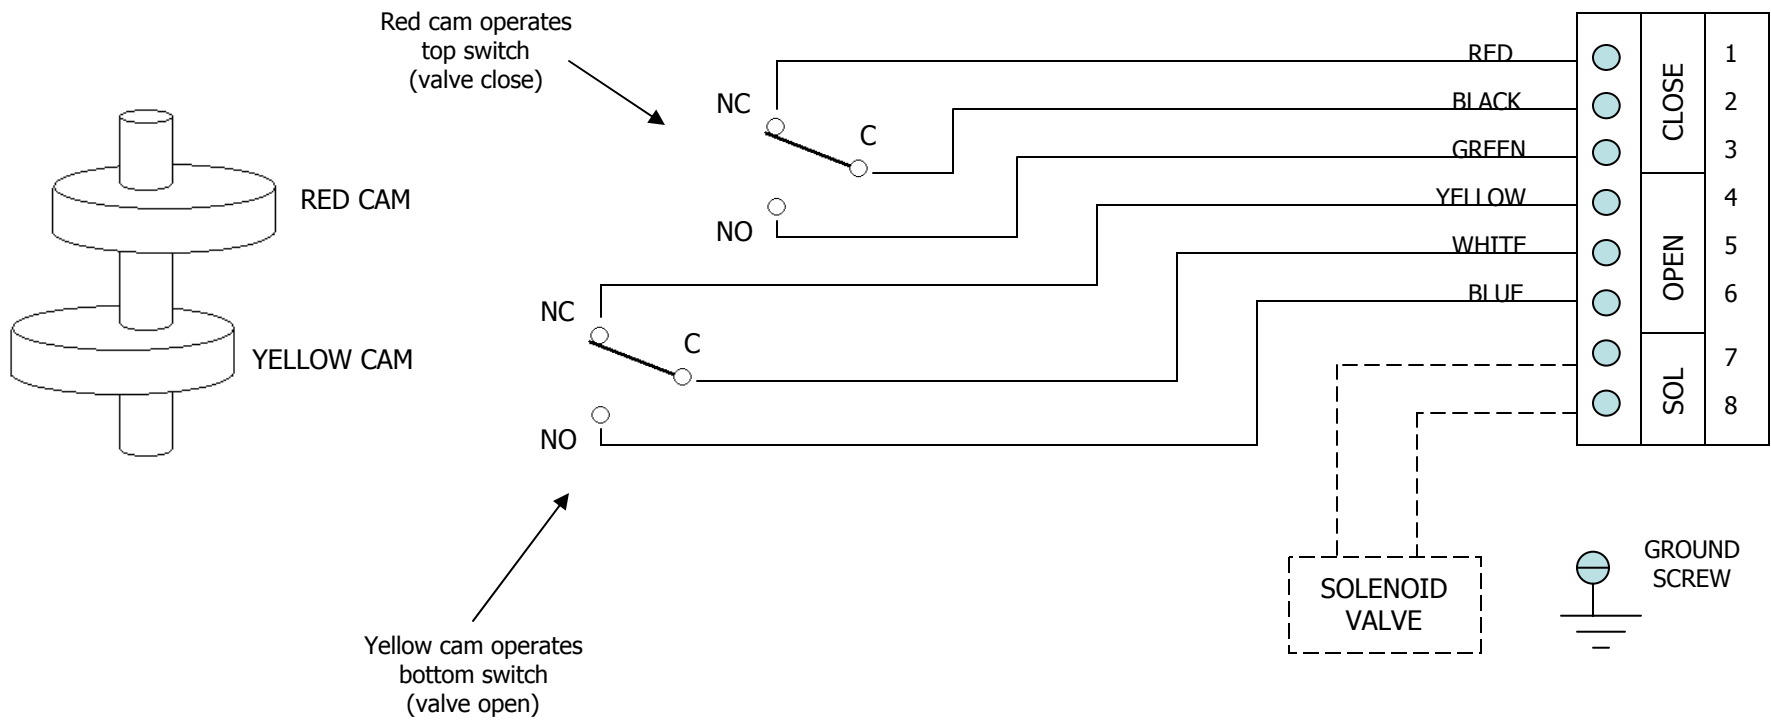 Red cam operates
top switch
(valve close)
RED
BLACK
GREEN
YELLOW
WHITE
BLUE
CLOSE
OPEN
SOL
1
2
3
4
5
6
7
8
NC
C
NO
RED CAM
NC
C
NO
YELLOW CAM
SOLENOID
VALVE
GROUND
SCREW
Yellow cam operates
bottom switch
(valve open)